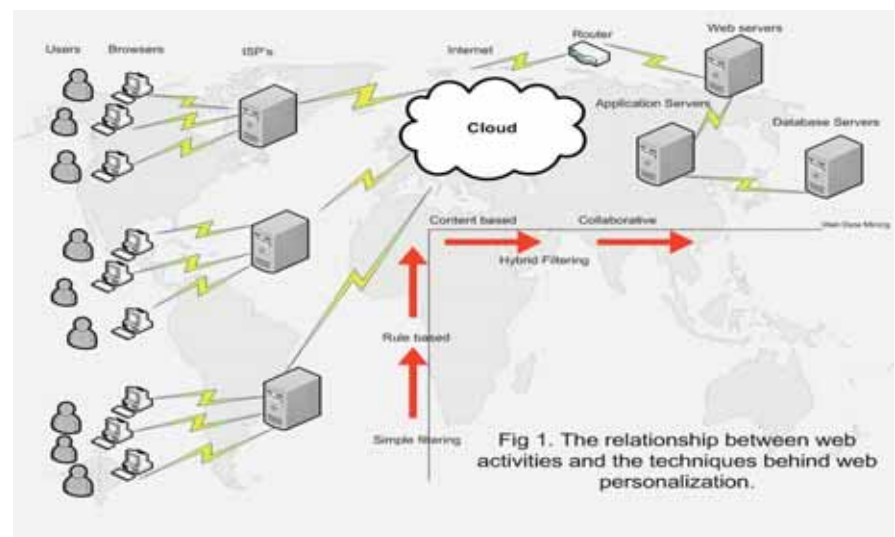 Users Browsers ISP's Internet Router Web servers
Application Servers
Database Servers
Cloud
Content based Collaborative Web Data Mining
Hybrid Filtering
Rule based
Simple filtering
Fig 1. The relationship between web
activities and the techniques behind web
personalization.